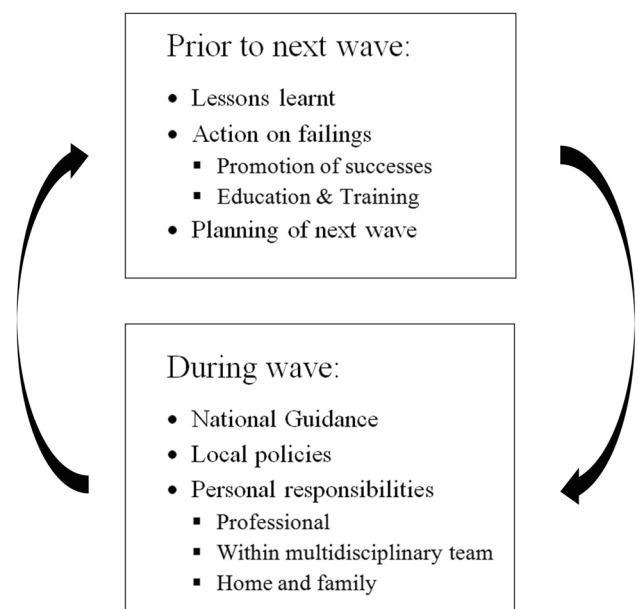 Prior to next wave:
• Lessons learnt
• Action on failings
▪ Promotion of successes
▪ Education & Training
• Planning of next wave
During wave:
• National Guidance
• Local policies
• Personal responsibilities
▪ Professional
▪ Within multidisciplinary team
▪ Home and family